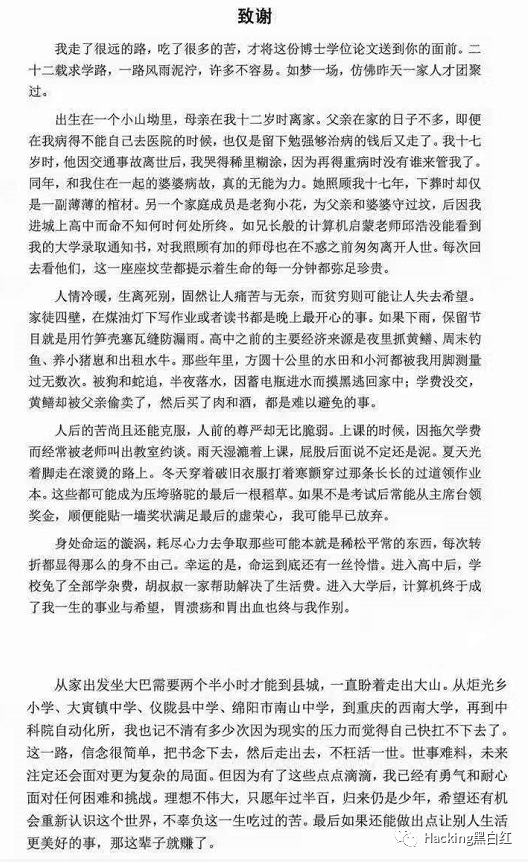 致谢
我走了很远的路，吃了很多的苦，才将这份博士学位论文送到你的面前。二
十二载求学路，一路风雨泥泞，许多不容易。如梦一场，仿佛昨天一家人才团聚
过。
出生在一个小山坳里，母亲在我十二岁时离家。父亲在家的日子不多，即便
在我病得不能自己去医院的时候，也仅是留下勉强够治病的钱后又走了。我十七
岁时，他因交通事故离世后，我哭得稀里糊涂，因为再得重病时没有谁来管我了。
同年，和我住在一起的婆婆病故，真的无能为力。她照顾我十七年，下葬时却仅
是一副薄薄的棺材。另一个家庭成员是老狗小花，为父亲和婆婆守过坟，后因我
进城上高中而命不知何时何处所终。如兄长般的计算机启蒙老师邱浩没能看到
我的大学录取通知书，对我照顾有加的师母也在不惑之前匆匆离开人世。每次回
去看他们，这一座座坟茔都提示着生命的每一分钟都弥足珍贵。
人情冷暖，生离死别，固然让人痛苦与无奈，而贫穷则可能让人失去希望。
家徒四壁，在煤油灯下写作业或者读书都是晚上最开心的事。如果下雨，保留节
目就是用竹笋壳塞瓦缝防漏雨。高中之前的主要经济来源是夜里抓黄鳝、周末钓
鱼、养小猪崽和出租水牛。那些年里，方圆十公里的水田和小河都被我用脚测量
过无数次。被狗和蛇追，半夜落水，因蓄电瓶进水而摸黑逃回家中；学费没交，
黄鳝却被父亲偷卖了，然后买了肉和酒，都是难以避免的事。
人后的苦尚且还能克服，人前的尊严却无比脆弱。上课的时候，因拖欠学费
而经常被老师叫出教室约谈。雨天湿漉着上课，屁股后面说不定还是泥。夏天光
着脚走在滚烫的路上。冬天穿着破旧衣服打着寒颤穿过那条长长的过道领作业
本。这些都可能成为压垮骆驼的最后一根稻草。如果不是考试后常能从主席台领
奖金，顺便能贴一墙奖状满足最后的虚荣心，我可能早已放弃。
身处命运的漩涡，耗尽心力去争取那些可能本就是稀松平常的东西，每次转
折都显得那么的身不由己。幸运的是，命运到底还有一丝怜惜。进入高中后，学
校免了全部学杂费，胡叔叔一家帮助解决了生活费。进入大学后，计算机终于成
了我一生的事业与希望，胃溃疡和胃出血也终与我作别。
从家出发坐大巴需要两个半小时才能到县城，一直盼着走出大山。从炬光乡
小学、大寅镇中学、仪陇县中学、绵阳市南山中学，到重庆的西南大学，再到中
科院自动化所，我也记不清有多少次因为现实的压力而觉得自己快扛不下去了。
这一路，信念很简单，把书念下去，然后走出去，不枉活一世。世事难料，未来
注定还会面对更为复杂的局面。但因为有了这些点点滴滴，我已经有勇气和耐心
面对任何困难和挑战。理想不伟大，只愿年过半百，归来仍是少年，希望还有机
会重新认识这个世界，不辜负这一生吃过的苦。最后如果还能做出点让别人生活
更美好的事，那这辈子就赚了。
Hacking黑白红